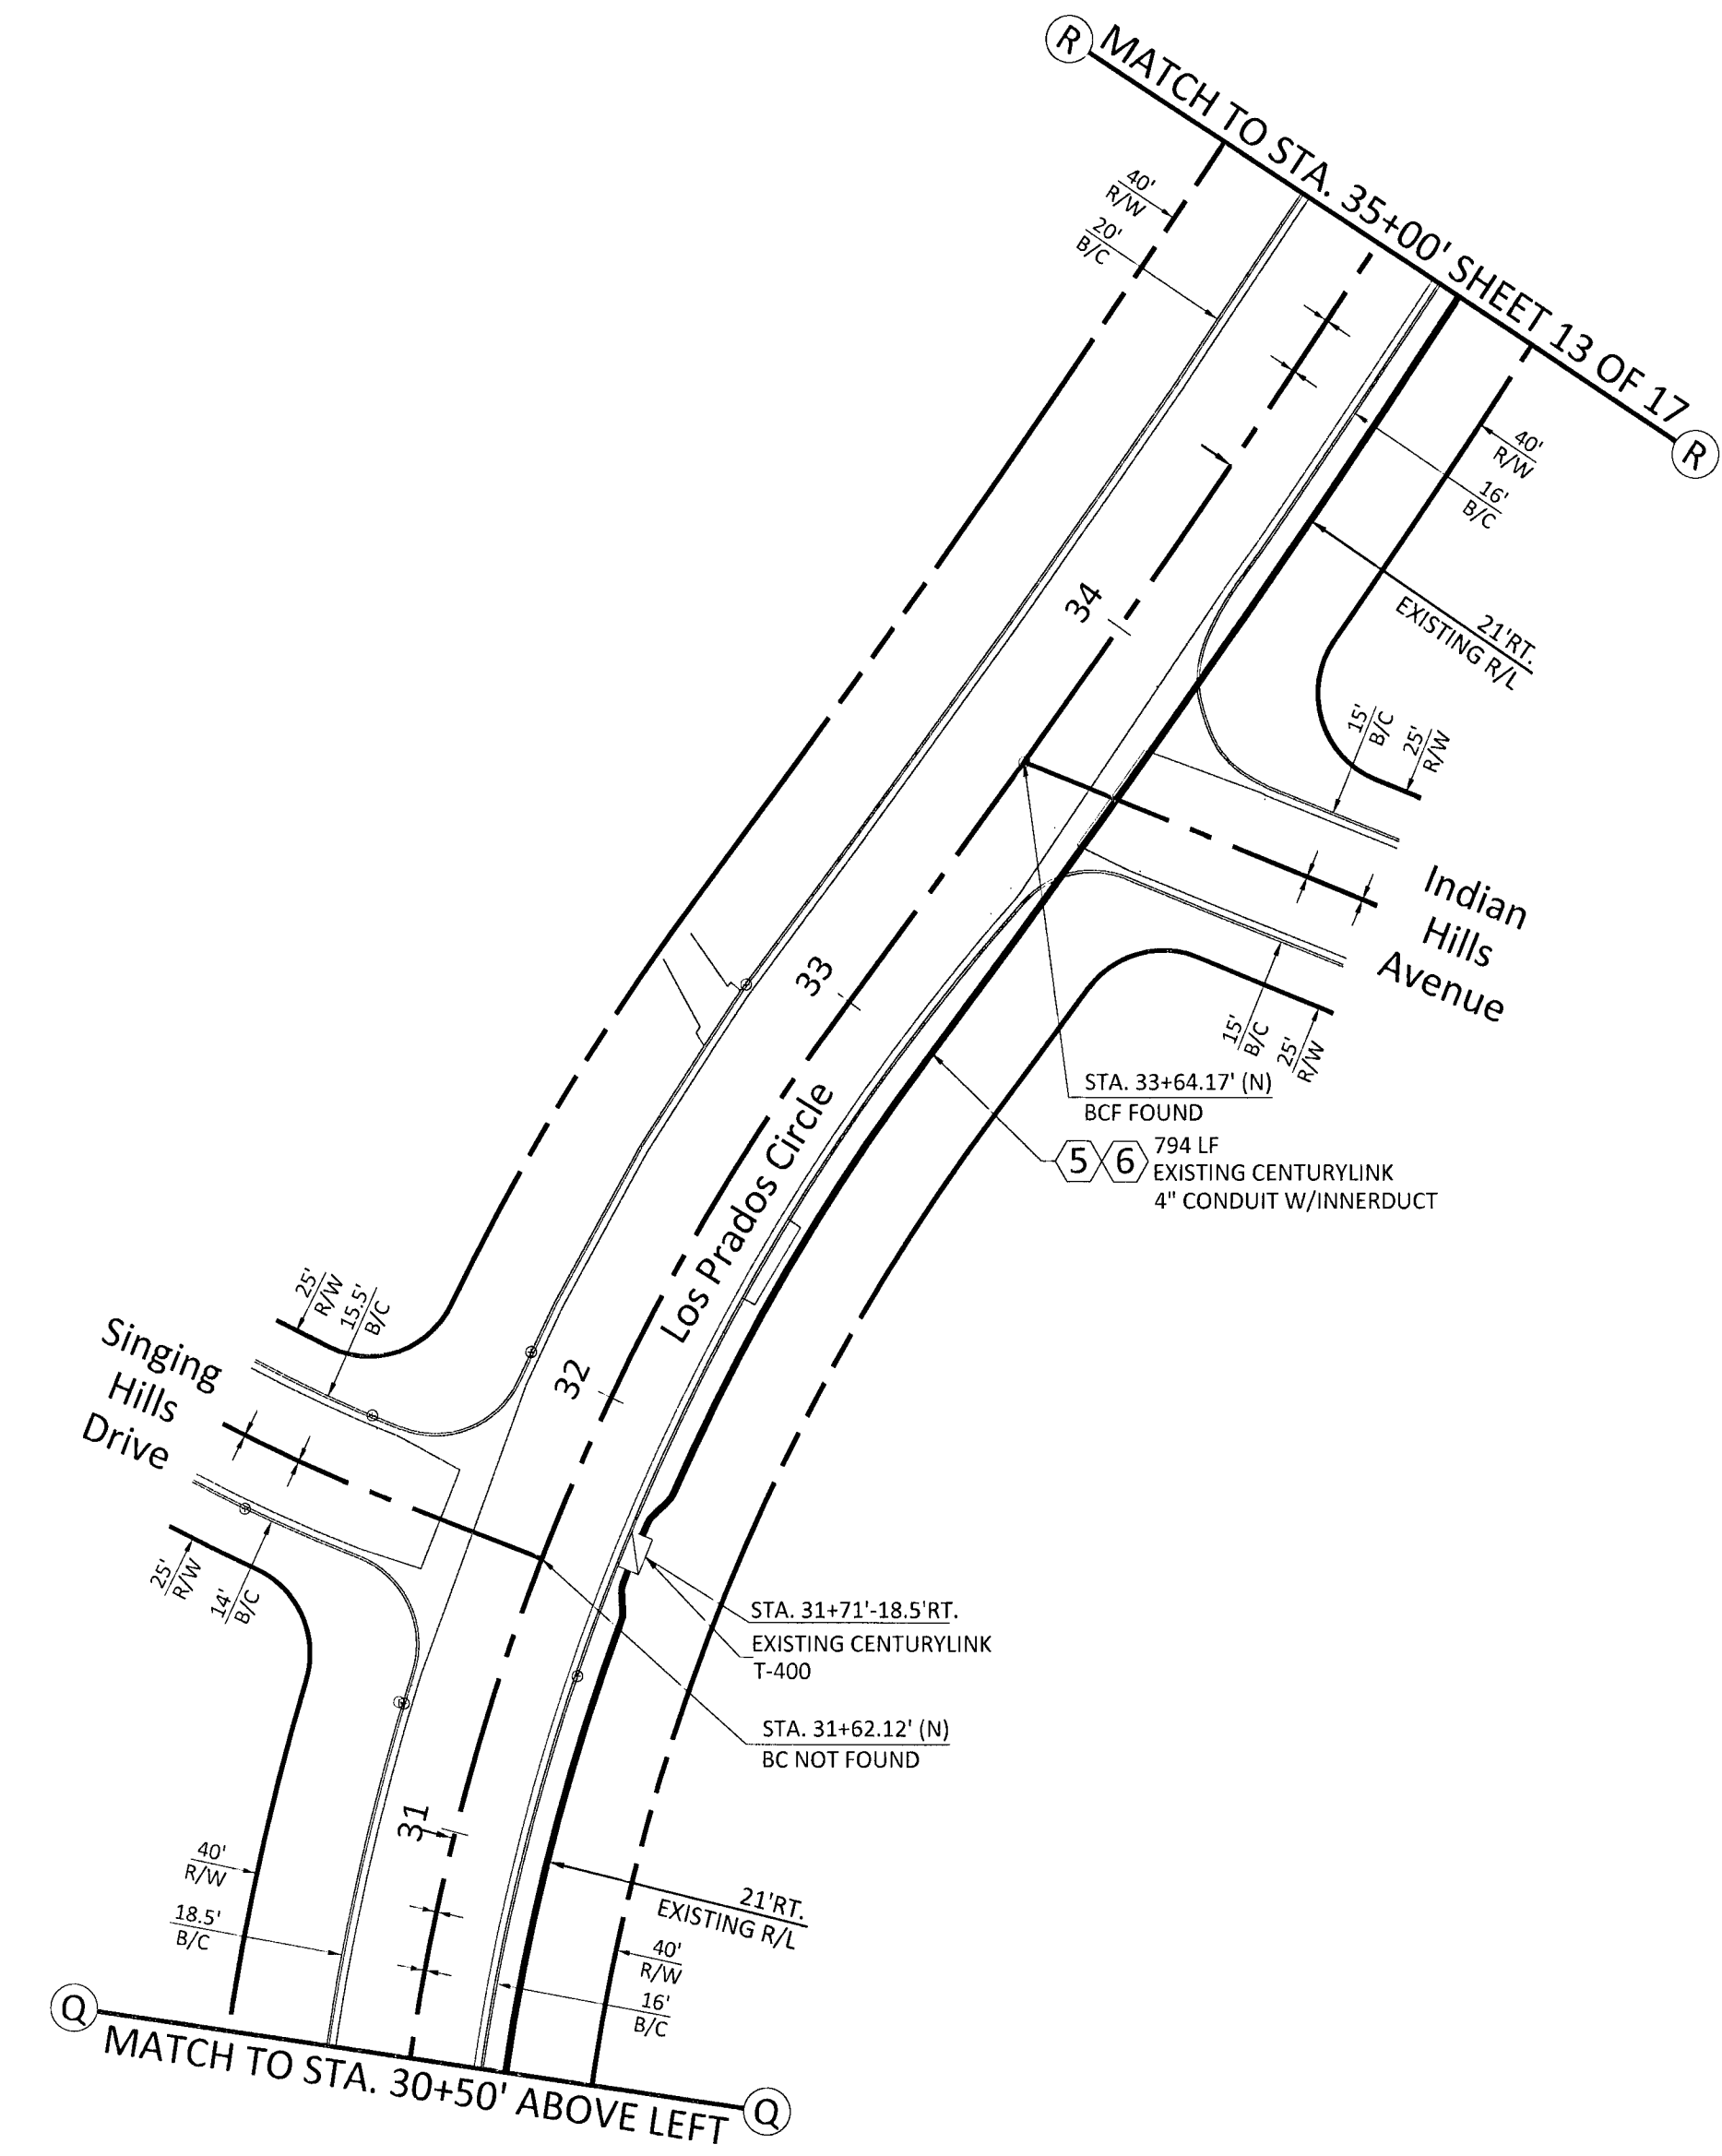 R
MATCH TO STA. 35+00' SHEET 13 OF 17
R
40'
R/W
20'
B/C
40'
R/W
16'
B/C
21'RT.
EXISTING R/L
34
15'
B/C
25'
R/W
Indian
Hills
Avenue
33
15'
B/C
25'
R/W
STA. 33+64.17' (N)
BCF FOUND
5 6 794 LF
EXISTING CENTURYLINK
4" CONDUIT W/INNERDUCT
Los Prados Circle
25'
R/W
15.5'
B/C
Singing
Hills
Drive
32
25'
R/W
14'
B/C
STA. 31+71'-18.5'RT.
EXISTING CENTURYLINK
T-400
STA. 31+62.12' (N)
BC NOT FOUND
31
40'
R/W
18.5'
B/C
21'RT.
EXISTING R/L
40'
R/W
16'
B/C
Q
MATCH TO STA. 30+50' ABOVE LEFT
Q